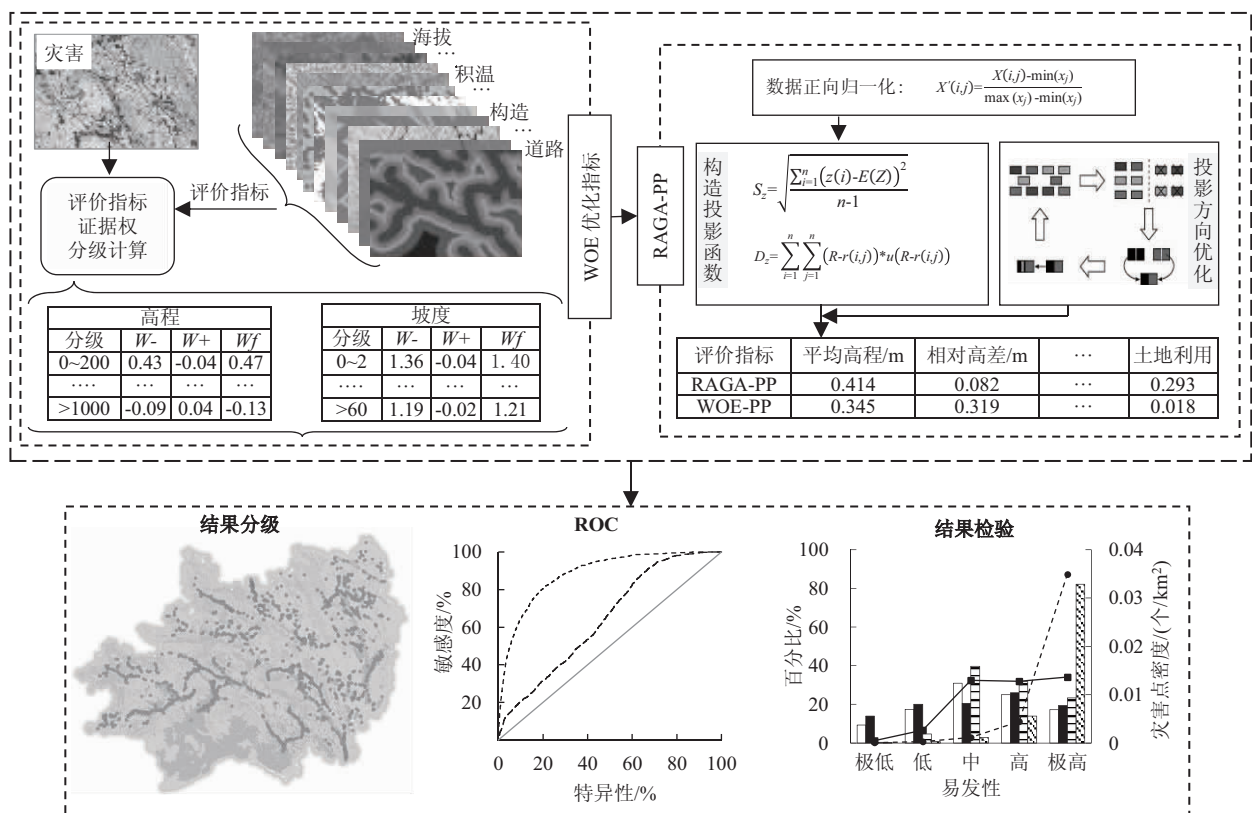 灾害
海拔
…
积温
…
构造
…
道路
评价指标
评价指标
证据权
分级计算
高程
分级 W- W+ Wf
0~200 0.43 -0.04 0.47
…. … … …
>1000 -0.09 0.04 -0.13
坡度
分级 W- W+ Wf
0~2 1.36 -0.04 1.40
…. … … …
>60 1.19 -0.02 1.21
WOE 优化指标
RAGA-PP
数据正向归一化: X′(i,j)=X(i,j)-min(xj)/max(xj)-min(xj)
构造投影函数
Sz=√(∑i=1n(z(i)-E(Z))2/n-1)
Dz=∑i=1n∑j=1n(R-r(i,j))*u(R-r(i,j))
投影方向优化
评价指标 平均高程/m 相对高差/m … 土地利用
RAGA-PP 0.414 0.082 … 0.293
WOE-PP 0.345 0.319 … 0.018
结果分级
ROC
敏感度/%
100
80
60
40
20
0 20 40 60 80 100
特异性/%
结果检验
百分比/%
100
80
60
40
20
0
0.04
0.03
0.02
0.01
0
灾害点密度/(个/km2)
极低 低 中 高 极高
易发性